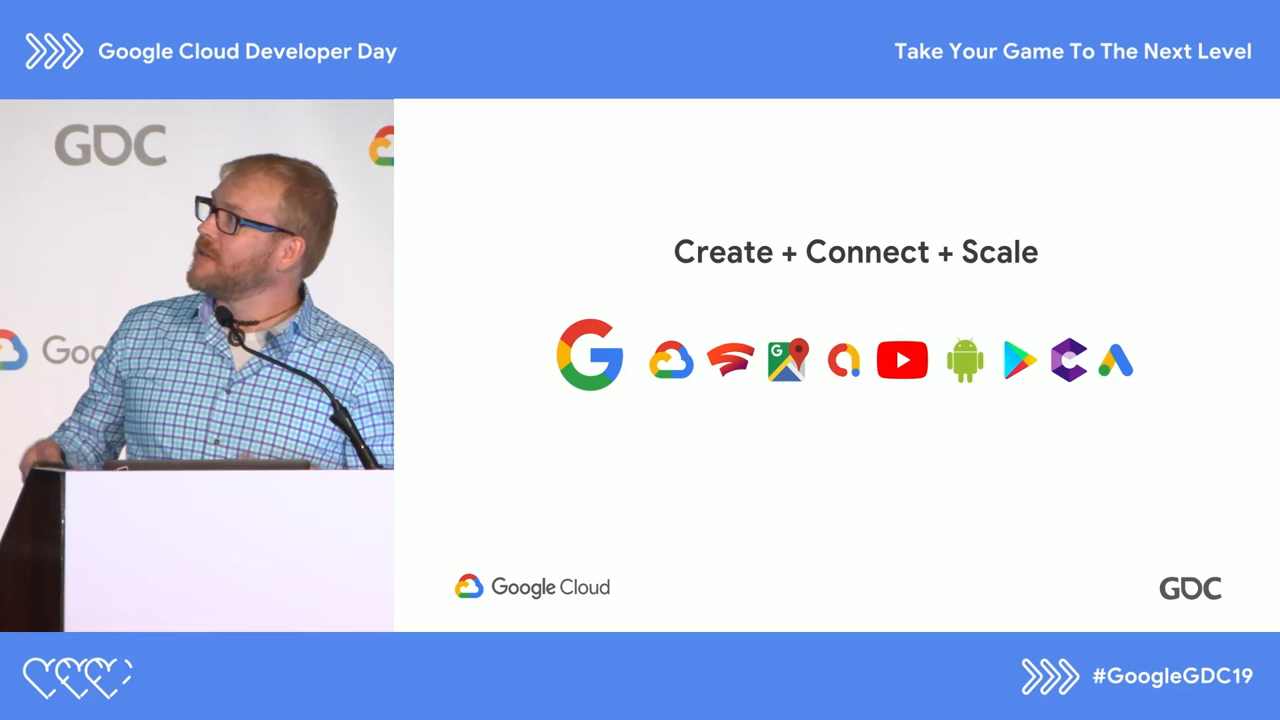 Google Cloud Developer Day
Take Your Game To The Next Level
GDC
Goo
Create + Connect + Scale
G
Google Cloud
GDC
#GoogleGDC19